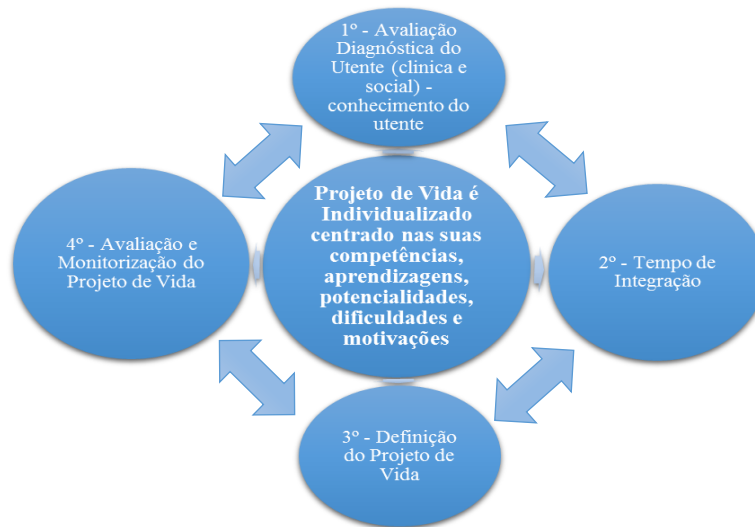 1º - Avaliação
Diagnóstica do
Utente (clinica e
social) -
conhecimento do
utente
Projeto de Vida é
Individualizado
centrado nas suas
competências,
aprendizagens,
potencialidades,
dificuldades e
motivações
4º - Avaliação e
Monitorização do
Projeto de Vida
2º - Tempo de
Integração
3º - Definição
do Projeto de
Vida